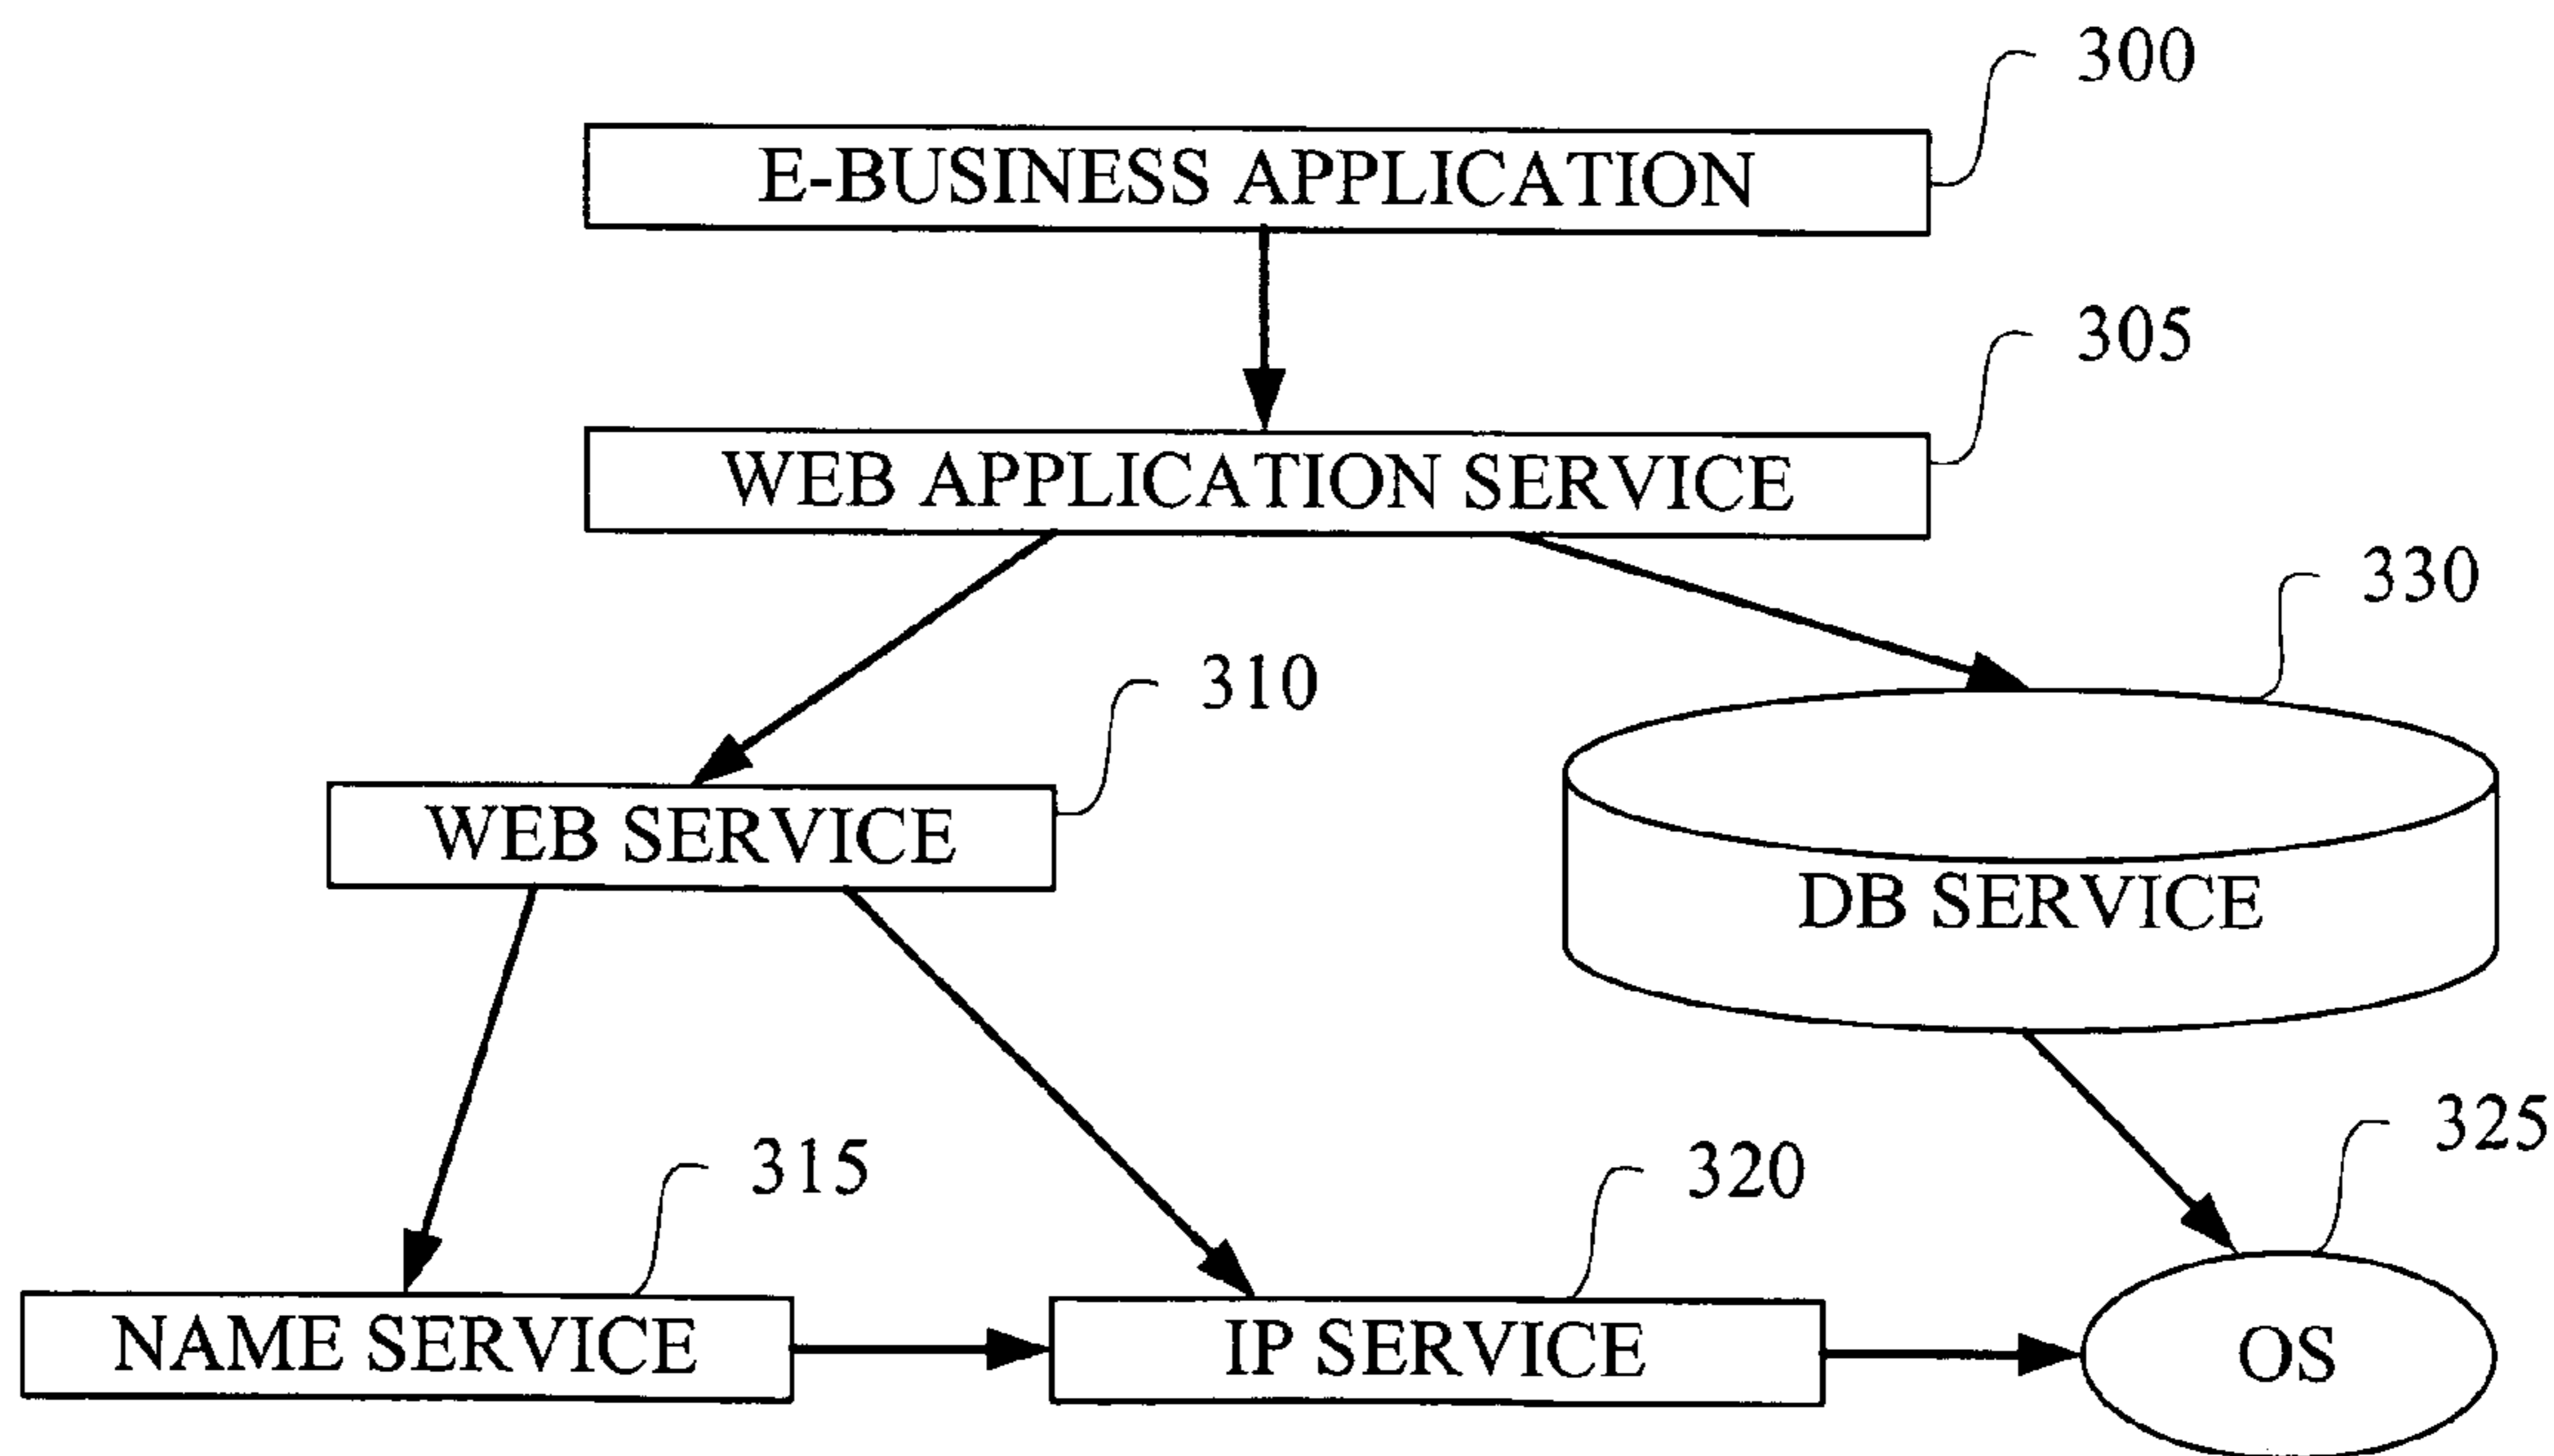 300
E-BUSINESS APPLICATION
305
WEB APPLICATION SERVICE
330
310
WEB SERVICE
DB SERVICE
325
315
320
NAME SERVICE
IP SERVICE
OS